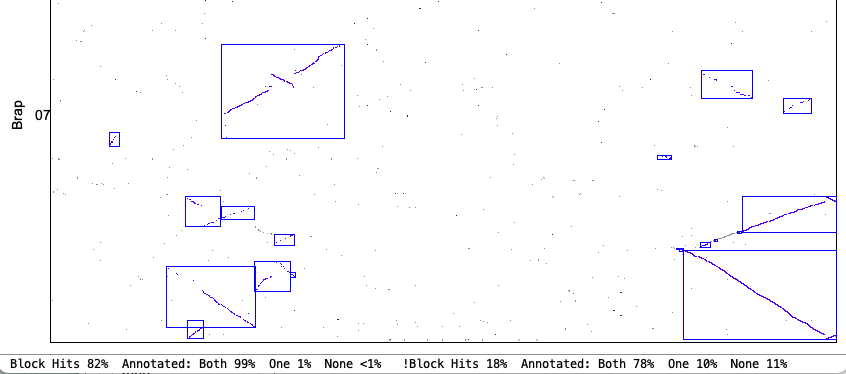 Brap
07
Block Hits 82%  Annotated: Both 99%  One 1%  None <1%   !Block Hits 18%  Annotated: Both 78%  One 10%  None 11%